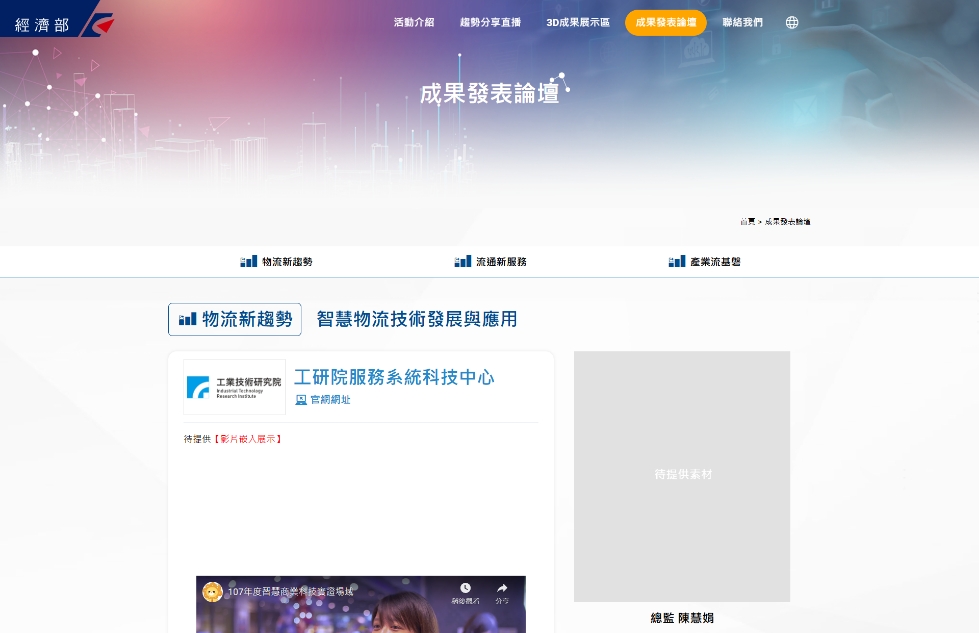 經濟部
活動介紹 趨勢分享直播 3D成果展示區 成果發表論壇 聯絡我們
成果發表論壇
首頁 > 成果發表論壇
物流新趨勢 流通新服務 產業流基磐
物流新趨勢 智慧物流技術發展與應用
工業技術研究院
Industrial Technology
Research Institute
工研院服務系統科技中心
官網網址
待提供【影片嵌入展示】
待提供素材
107年度智慧商業科技實證場域
稍後觀看 分享
總監 陳慧娟